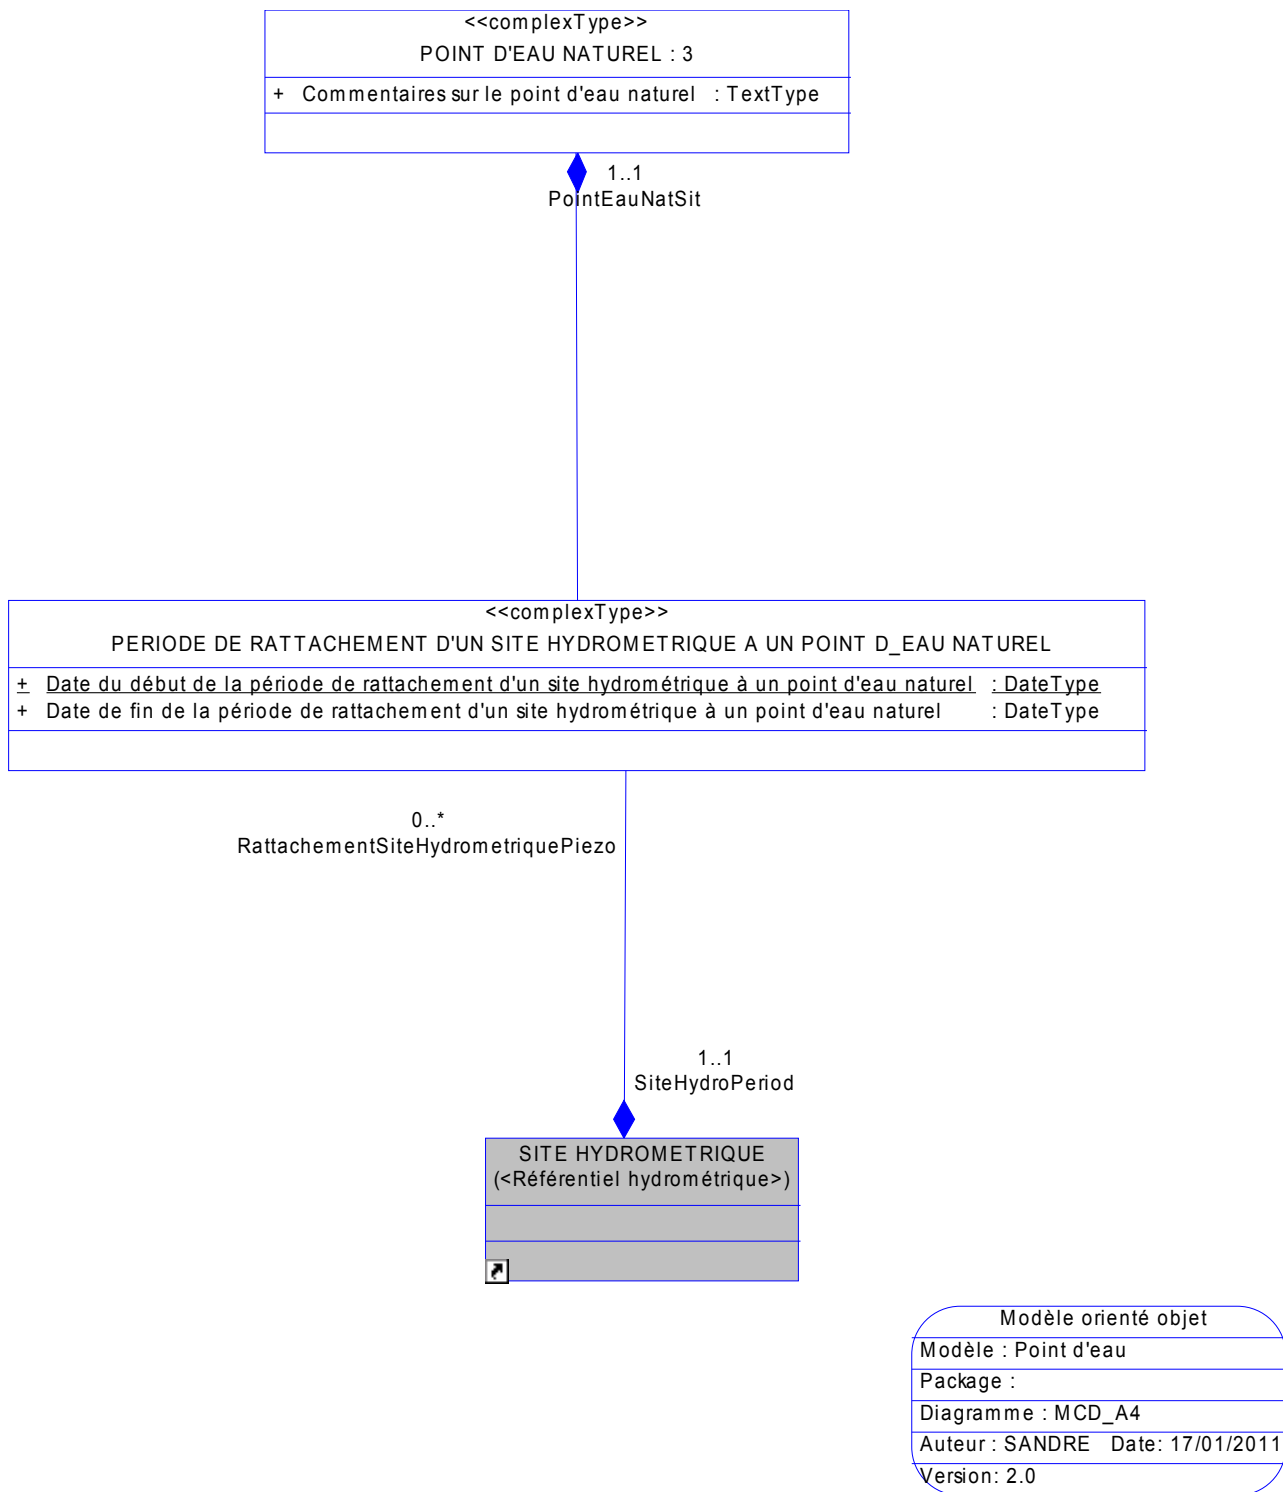 <<complexType>>
POINT D'EAU NATUREL : 3
+ Commentaires sur le point d'eau naturel : TextType
1..1
PointEauNatSit
<<complexType>>
PERIODE DE RATTACHEMENT D'UN SITE HYDROMETRIQUE A UN POINT D_EAU NATUREL
+ Date du début de la période de rattachement d'un site hydrométrique à un point d'eau naturel : DateType
+ Date de fin de la période de rattachement d'un site hydrométrique à un point d'eau naturel : DateType
0..*
RattachementSiteHydrometriquePiezo
1..1
SiteHydroPeriod
SITE HYDROMETRIQUE
(<Référentiel hydrométrique>)
Modèle orienté objet
Modèle : Point d'eau
Package :
Diagramme : MCD_A4
Auteur : SANDRE Date: 17/01/2011
Version: 2.0